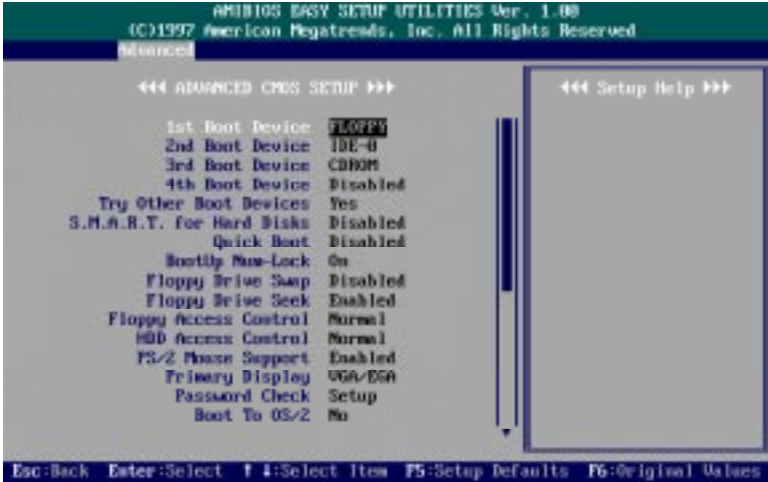 AMIBIOS EASY SETUP UTILITIES Ver. 1.00
(C)1997 American Megatrends, Inc. All Rights Reserved
Advanced
ADVANCED CMOS SETUP
Setup Help
1st Boot Device FLOPPY
2nd Boot Device IDE-0
3rd Boot Device CDROM
4th Boot Device Disabled
Try Other Boot Devices Yes
S.M.A.R.T. for Hard Disks Disabled
Quick Boot Disabled
BootUp Num-Lock On
Floppy Drive Swap Disabled
Floppy Drive Seek Enabled
Floppy Access Control Normal
HDD Access Control Normal
PS/2 Mouse Support Enabled
Primary Display VGA/EGA
Password Check Setup
Boot To OS/2 No
Esc:Back Enter:Select ↑ ↓:Select Item F5:Setup Defaults F6:Original Values